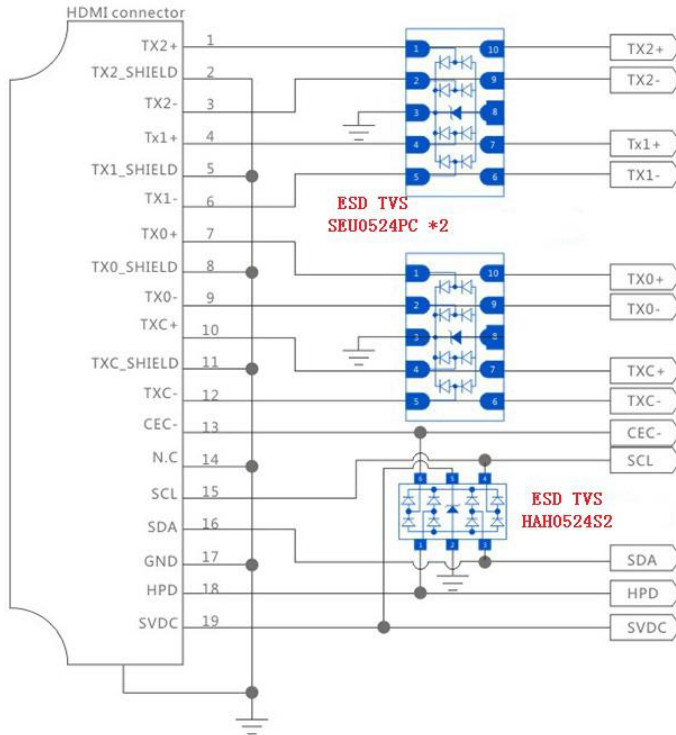 HDMI connector
TX2+ 1
TX2_SHIELD 2
TX2- 3
Tx1+ 4
TX1_SHIELD 5
TX1- 6
TX0+ 7
TX0_SHIELD 8
TX0- 9
TXC+ 10
TXC_SHIELD 11
TXC- 12
CEC- 13
N.C 14
SCL 15
SDA 16
GND 17
HPD 18
SVDC 19
1 10
2 9
3 8
4 7
5 6
ESD TVS
SEU0524PC *2
1 10
2 9
3 8
4 7
5 6
6 5 4
ESD TVS
HAH0524S2
1 2 3
TX2+
TX2-
Tx1+
TX1-
TX0+
TX0-
TXC+
TXC-
CEC-
SCL
SDA
HPD
SVDC